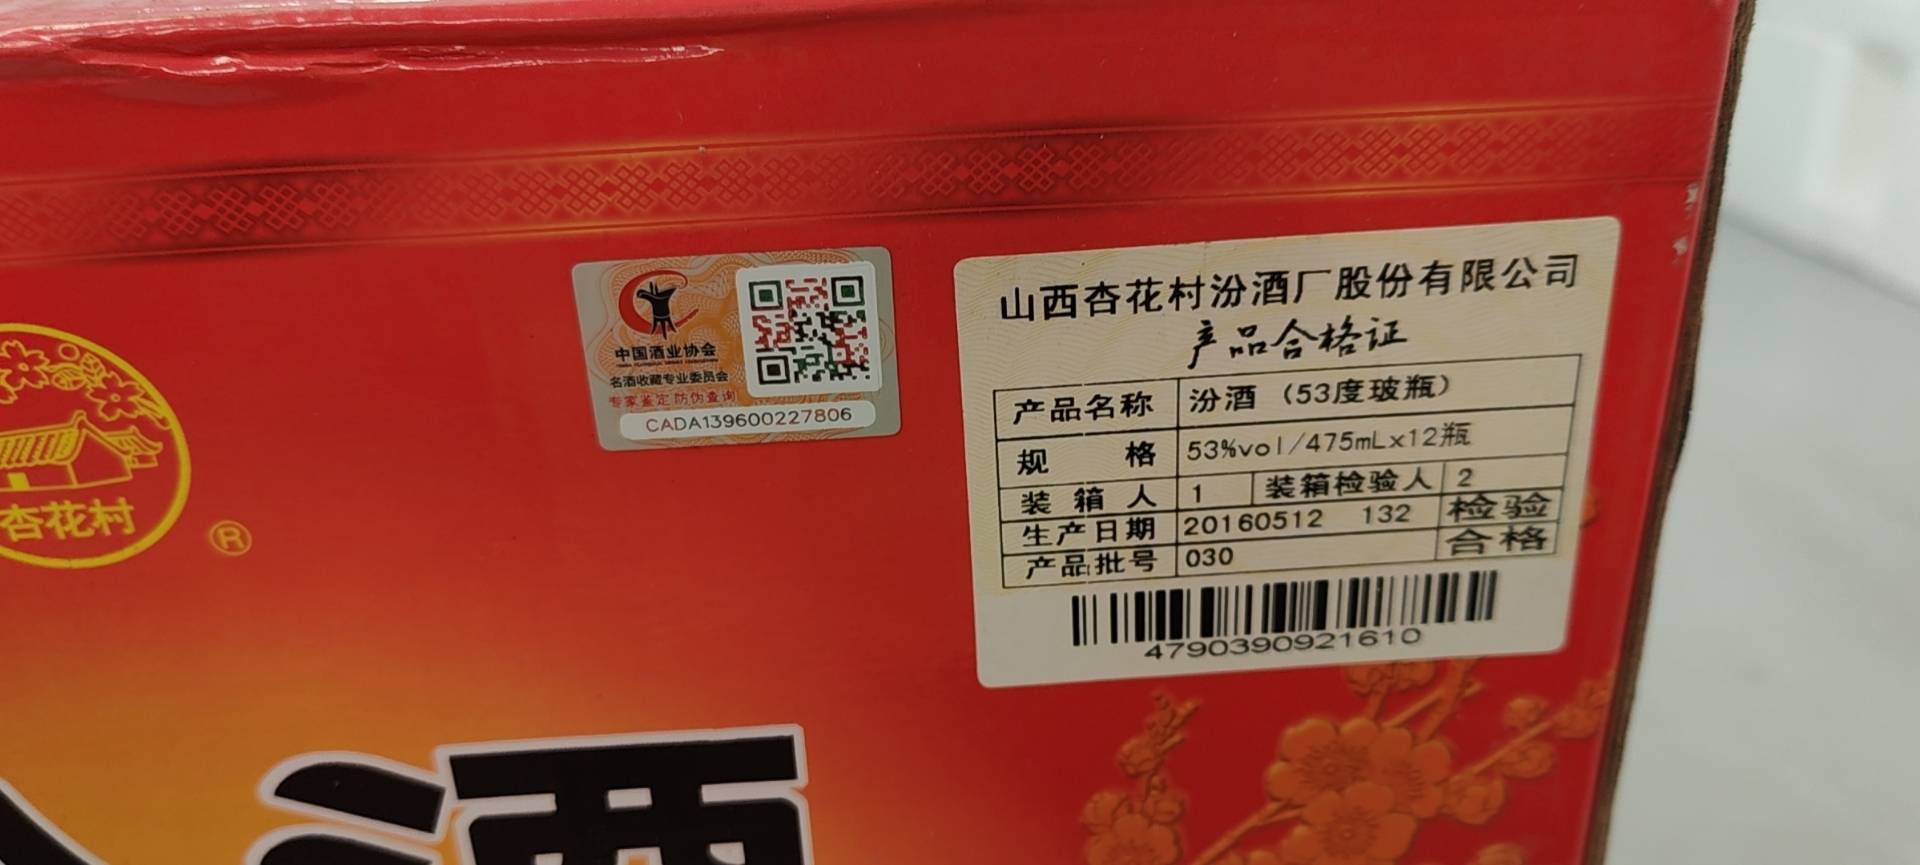 山西杏花村汾酒厂股份有限公司
产品合格证
产品名称 汾酒（53度玻瓶）
规 格 53%vol/475mLx12瓶
装箱人 1 装箱检验人 2
生产日期 20160512 132 检验
产品批号 030 合格
4790390921610
中国酒业协会
名酒收藏专业委员会
专家鉴定 防伪查询
CADA139600227806
杏花村
®
酒